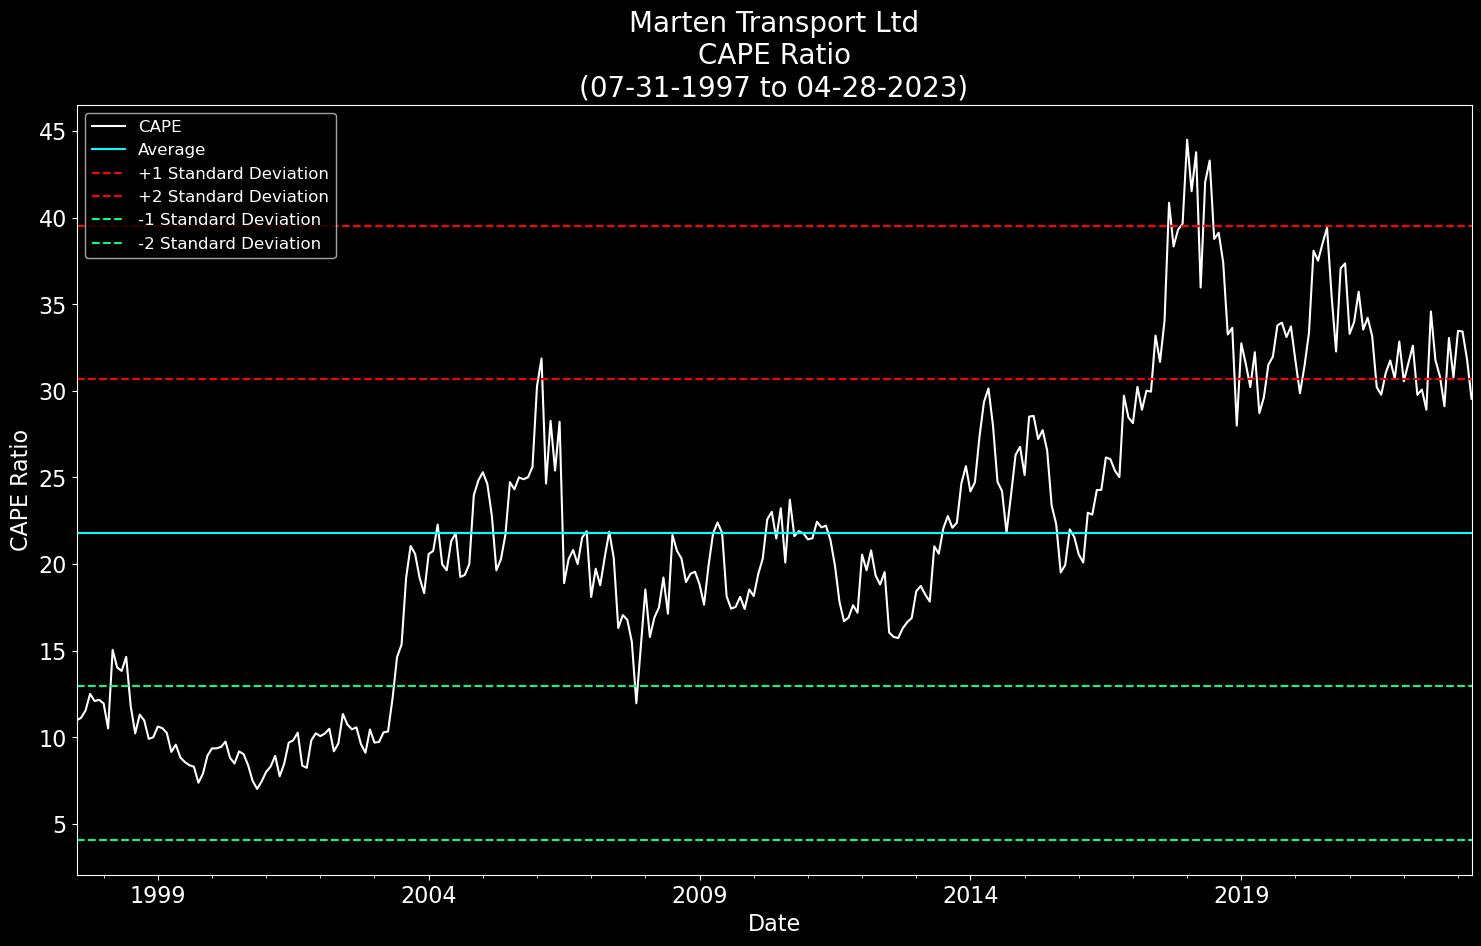 Marten Transport Ltd
CAPE Ratio
(07-31-1997 to 04-28-2023)
CAPE
Average
+1 Standard Deviation
+2 Standard Deviation
-1 Standard Deviation
-2 Standard Deviation
CAPE Ratio
45
40
35
30
25
20
15
10
5
1999
2004
2009
2014
2019
Date